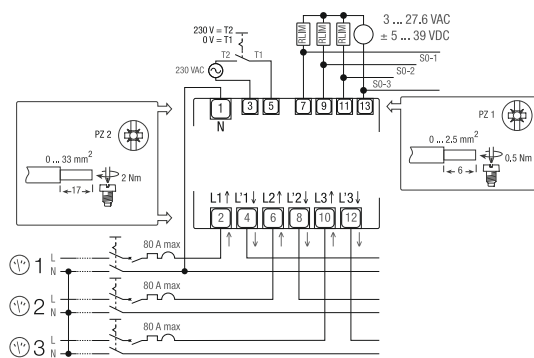 230 V = T2
0 V = T1
T2 T1
230 VAC
RLIM RLIM RLIM
3 ... 27.6 VAC
± 5 ... 39 VDC
S0-1
S0-2
S0-3
1 3 5 7 9 11 13
N
PZ 2
0 ... 33 mm²
2 Nm
17
PZ 1
0 ... 2.5 mm²
0.5 Nm
6
L1↑ L'1↓ L2↑ L'2↓ L3↑ L'3↓
2 4 6 8 10 12
80 A max
1 L
N
80 A max
2 L
N
80 A max
3 L
N